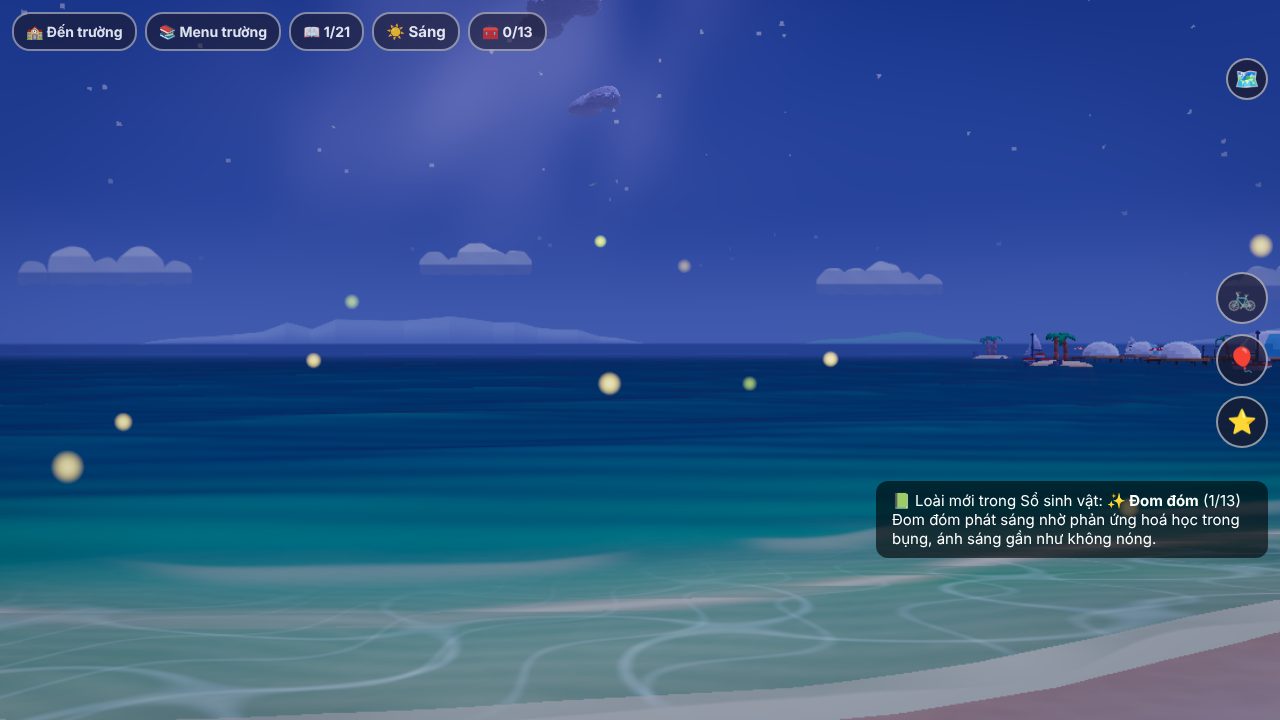 Đến trường
Menu trường
1/21
Sáng
0/13
Loài mới trong Sổ sinh vật: ✨ Đom đóm (1/13)
Đom đóm phát sáng nhờ phản ứng hoá học trong
bụng, ánh sáng gần như không nóng.